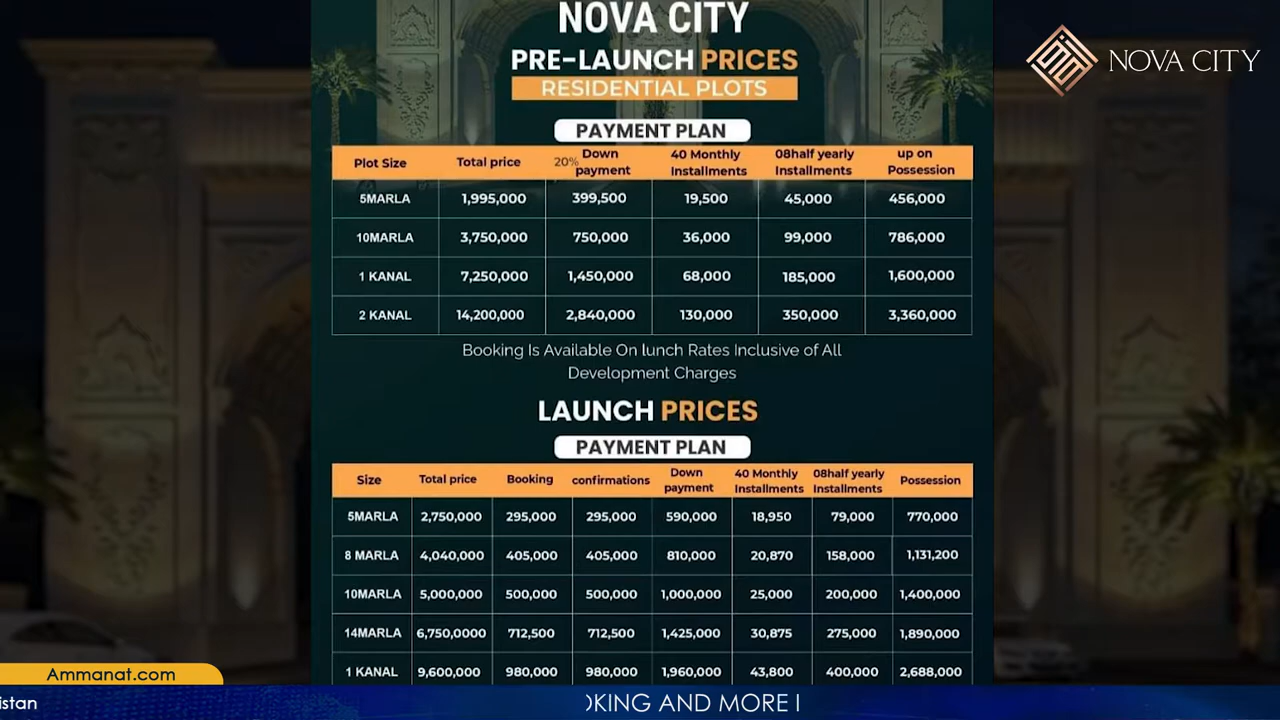 NOVA CITY
NOVA CITY
PRE-LAUNCH PRICES
RESIDENTIAL PLOTS
PAYMENT PLAN
Plot Size Total price 20% Down payment 40 Monthly Installments 08half yearly Installments up on Possession
5MARLA 1,995,000 399,500 19,500 45,000 456,000
10MARLA 3,750,000 750,000 36,000 99,000 786,000
1 KANAL 7,250,000 1,450,000 68,000 185,000 1,600,000
2 KANAL 14,200,000 2,840,000 130,000 350,000 3,360,000
Booking Is Available On lunch Rates Inclusive of All
Development Charges
LAUNCH PRICES
PAYMENT PLAN
Size Total price Booking confirmations Down payment 40 Monthly Installments 08half yearly Installments Possession
5MARLA 2,750,000 295,000 295,000 590,000 18,950 79,000 770,000
8 MARLA 4,040,000 405,000 405,000 810,000 20,870 158,000 1,131,200
10MARLA 5,000,000 500,000 500,000 1,000,000 25,000 200,000 1,400,000
14MARLA 6,750,0000 712,500 712,500 1,425,000 30,875 275,000 1,890,000
1 KANAL 9,600,000 980,000 980,000 1,960,000 43,800 400,000 2,688,000
Ammanat.com
istan OKING AND MORE I